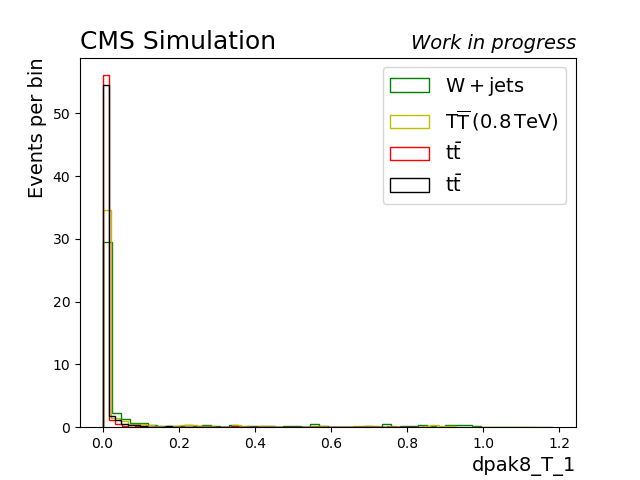 CMS Simulation Work in progress
Events per bin
50
40
30
20
10
0
W + jets
TT̅ (0.8 TeV)
tt̄
tt̄
0.0 0.2 0.4 0.6 0.8 1.0 1.2
dpak8_T_1